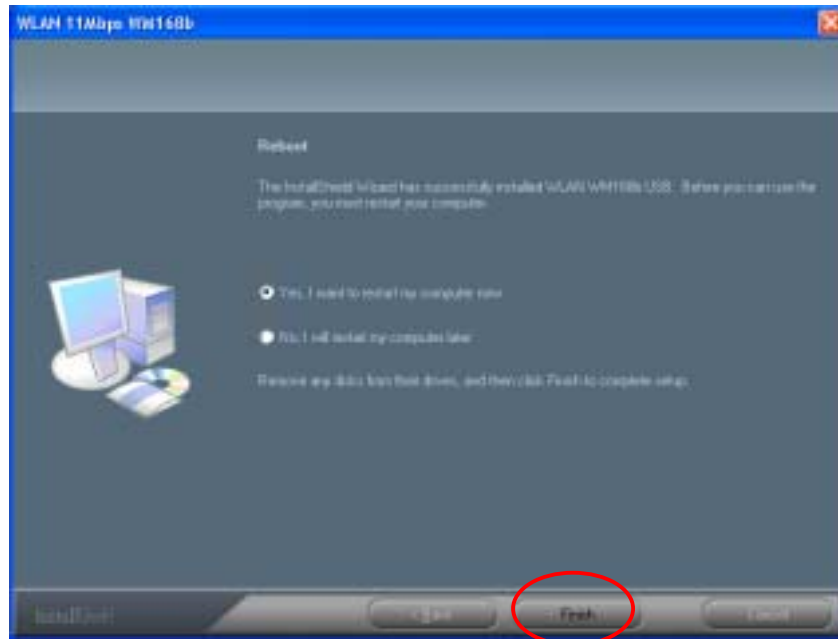 WLAN 11Mbps WM168b
Reboot
The InstallShield Wizard has successfully installed WLAN WM168b USB. Before you can use the
program, you must restart your computer.
Yes, I want to restart my computer now.
No, I will restart my computer later.
Remove any disks from their drives, and then click Finish to complete setup.
InstallShield
< Back
Finish
Cancel